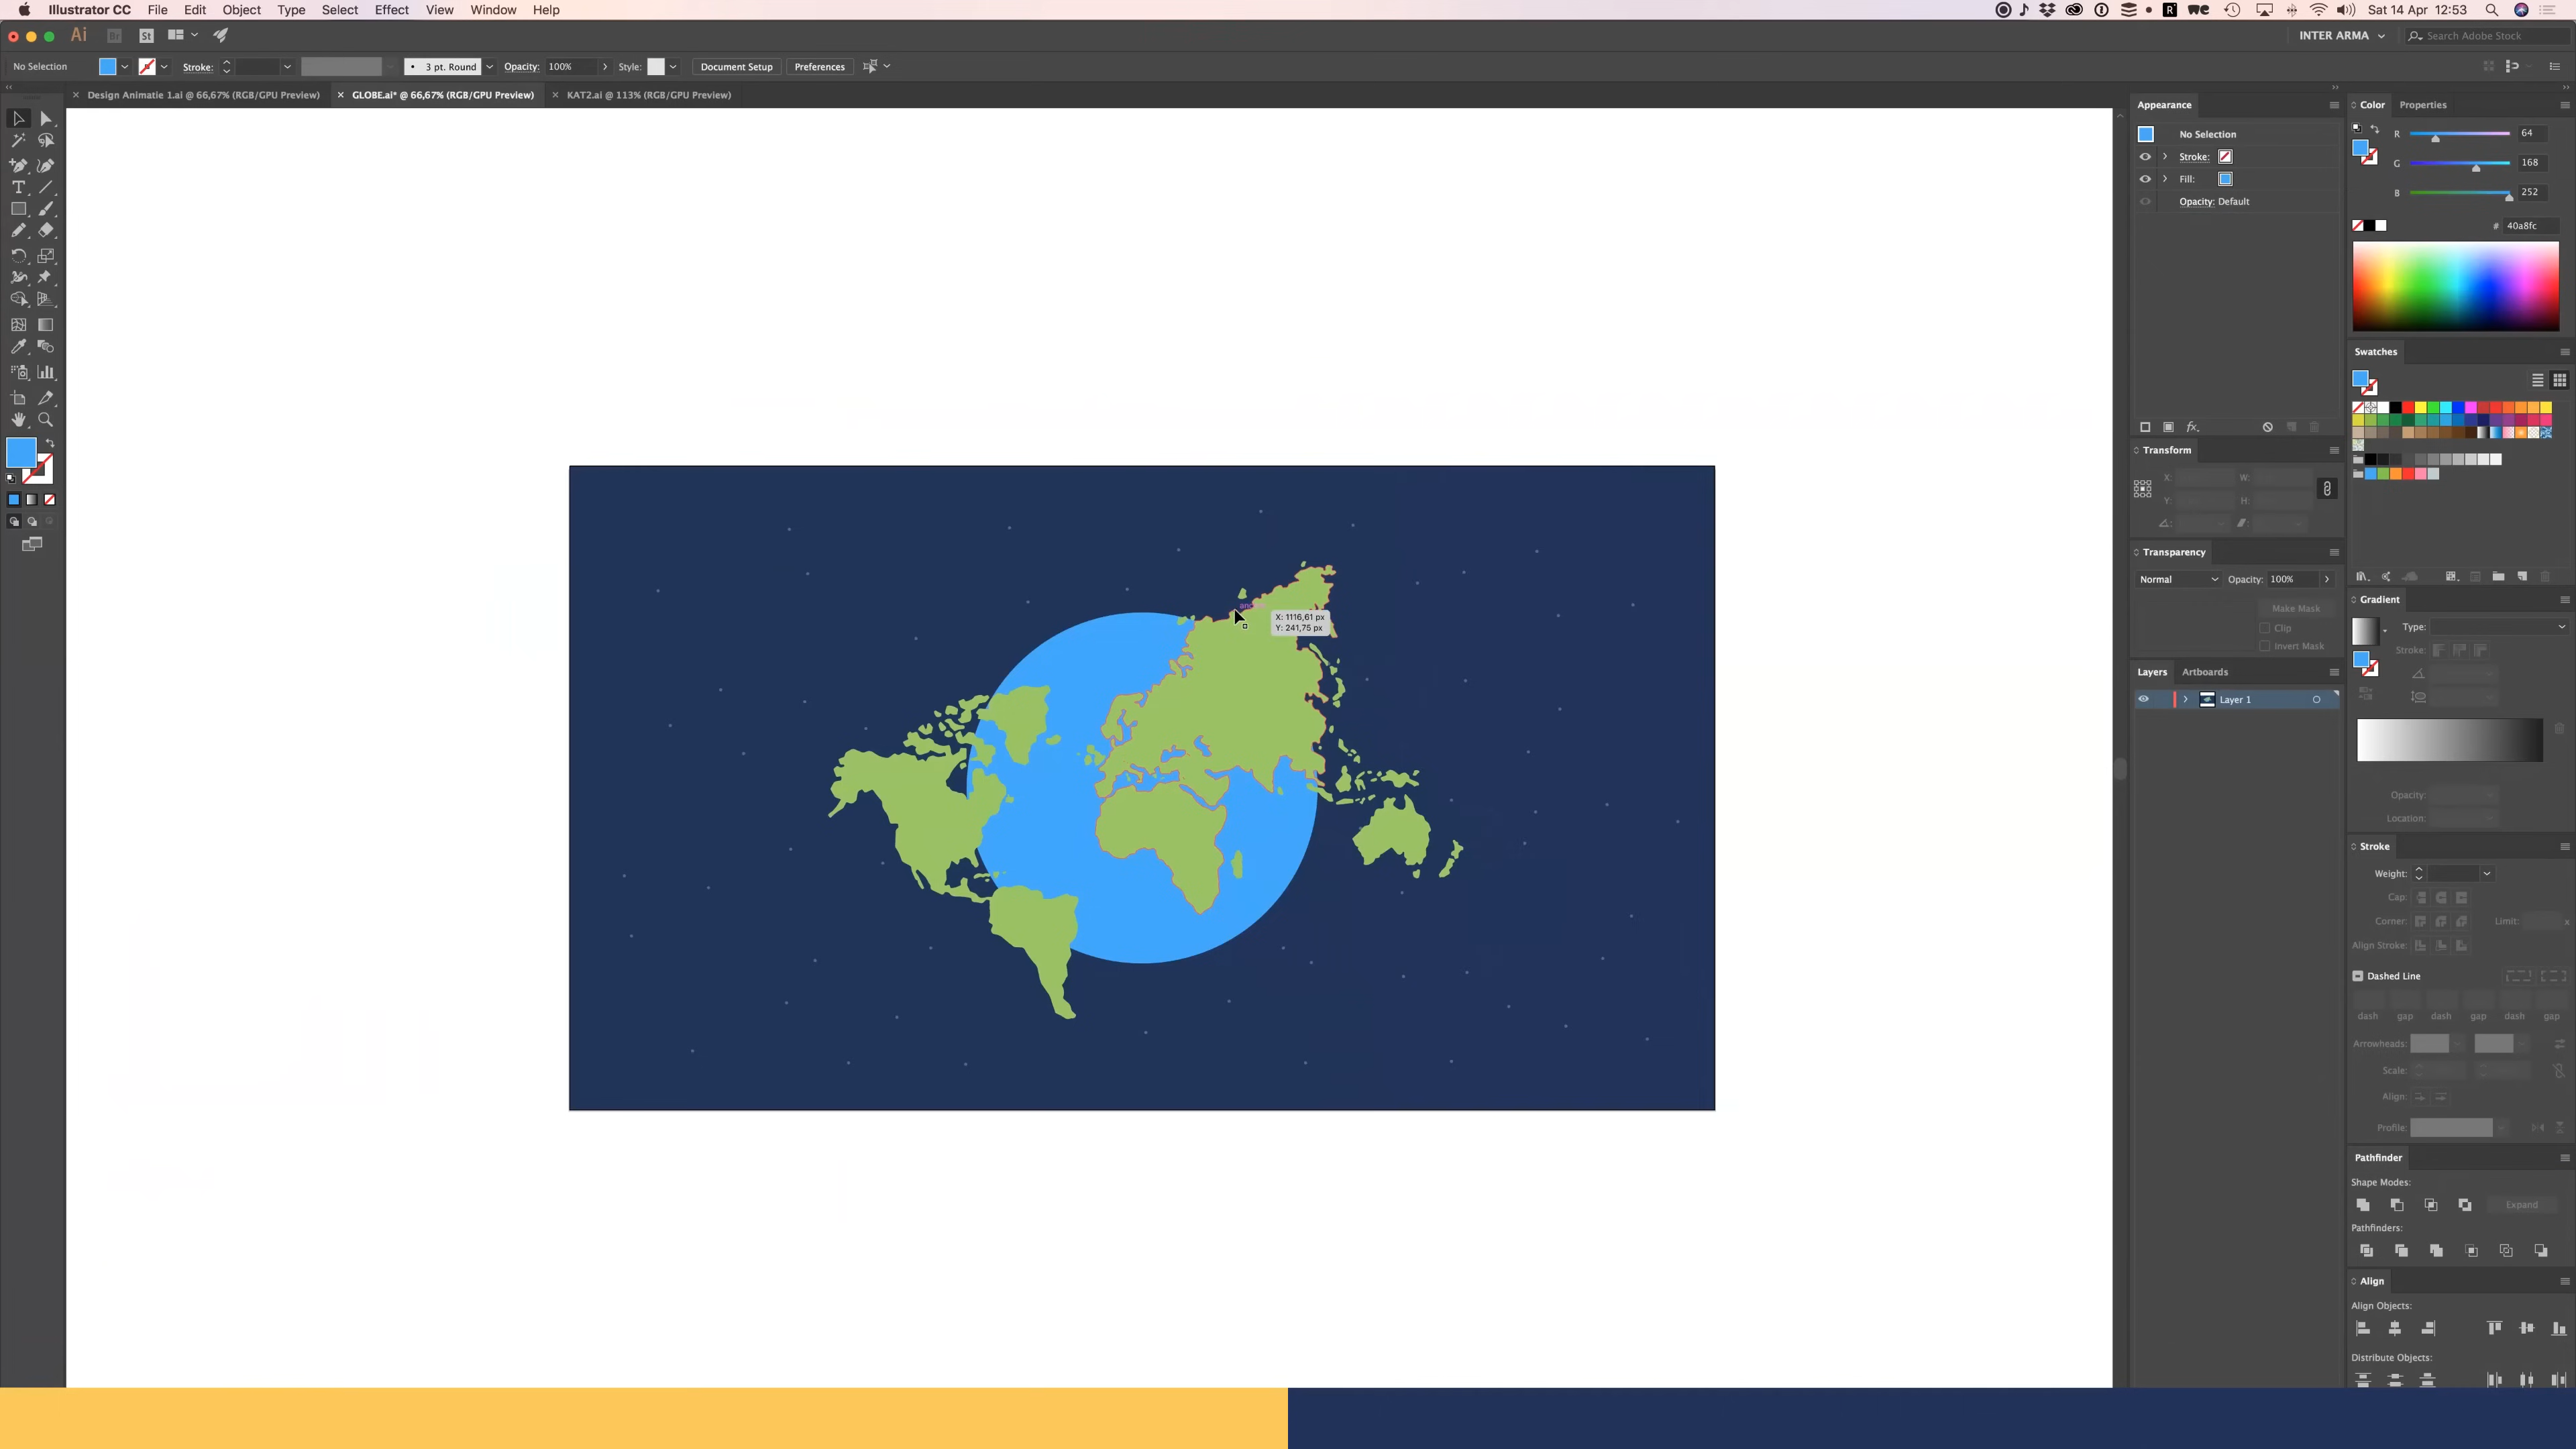 Illustrator CC File Edit Object Type Select Effect View Window Help
Sat 14 Apr 12:53
Ai Br St
INTER ARMA
Search Adobe Stock
No Selection
Stroke:
3 pt. Round
Opacity: 100%
Style:
Document Setup
Preferences
Design Animatie 1.ai @ 66,67% (RGB/GPU Preview)
GLOBE.ai* @ 66,67% (RGB/GPU Preview)
KAT2.ai @ 113% (RGB/GPU Preview)
X: 1116,61 px
Y: 241,75 px
Appearance
No Selection
Stroke:
Fill:
Opacity: Default
fx.
Transform
X: W:
Y: H:
Transparency
Normal
Opacity: 100%
Make Mask
Clip
Invert Mask
Layers Artboards
Layer 1
Color Properties
R 64
G 168
B 252
# 40a8fc
Swatches
Gradient
Type:
Stroke:
Opacity:
Location:
Stroke
Weight:
Cap:
Corner: Limit: x
Align Stroke:
Dashed Line
dash gap dash gap dash gap
Arrowheads:
Scale:
Align:
Profile:
Pathfinder
Shape Modes:
Expand
Pathfinders:
Align
Align Objects:
Distribute Objects: